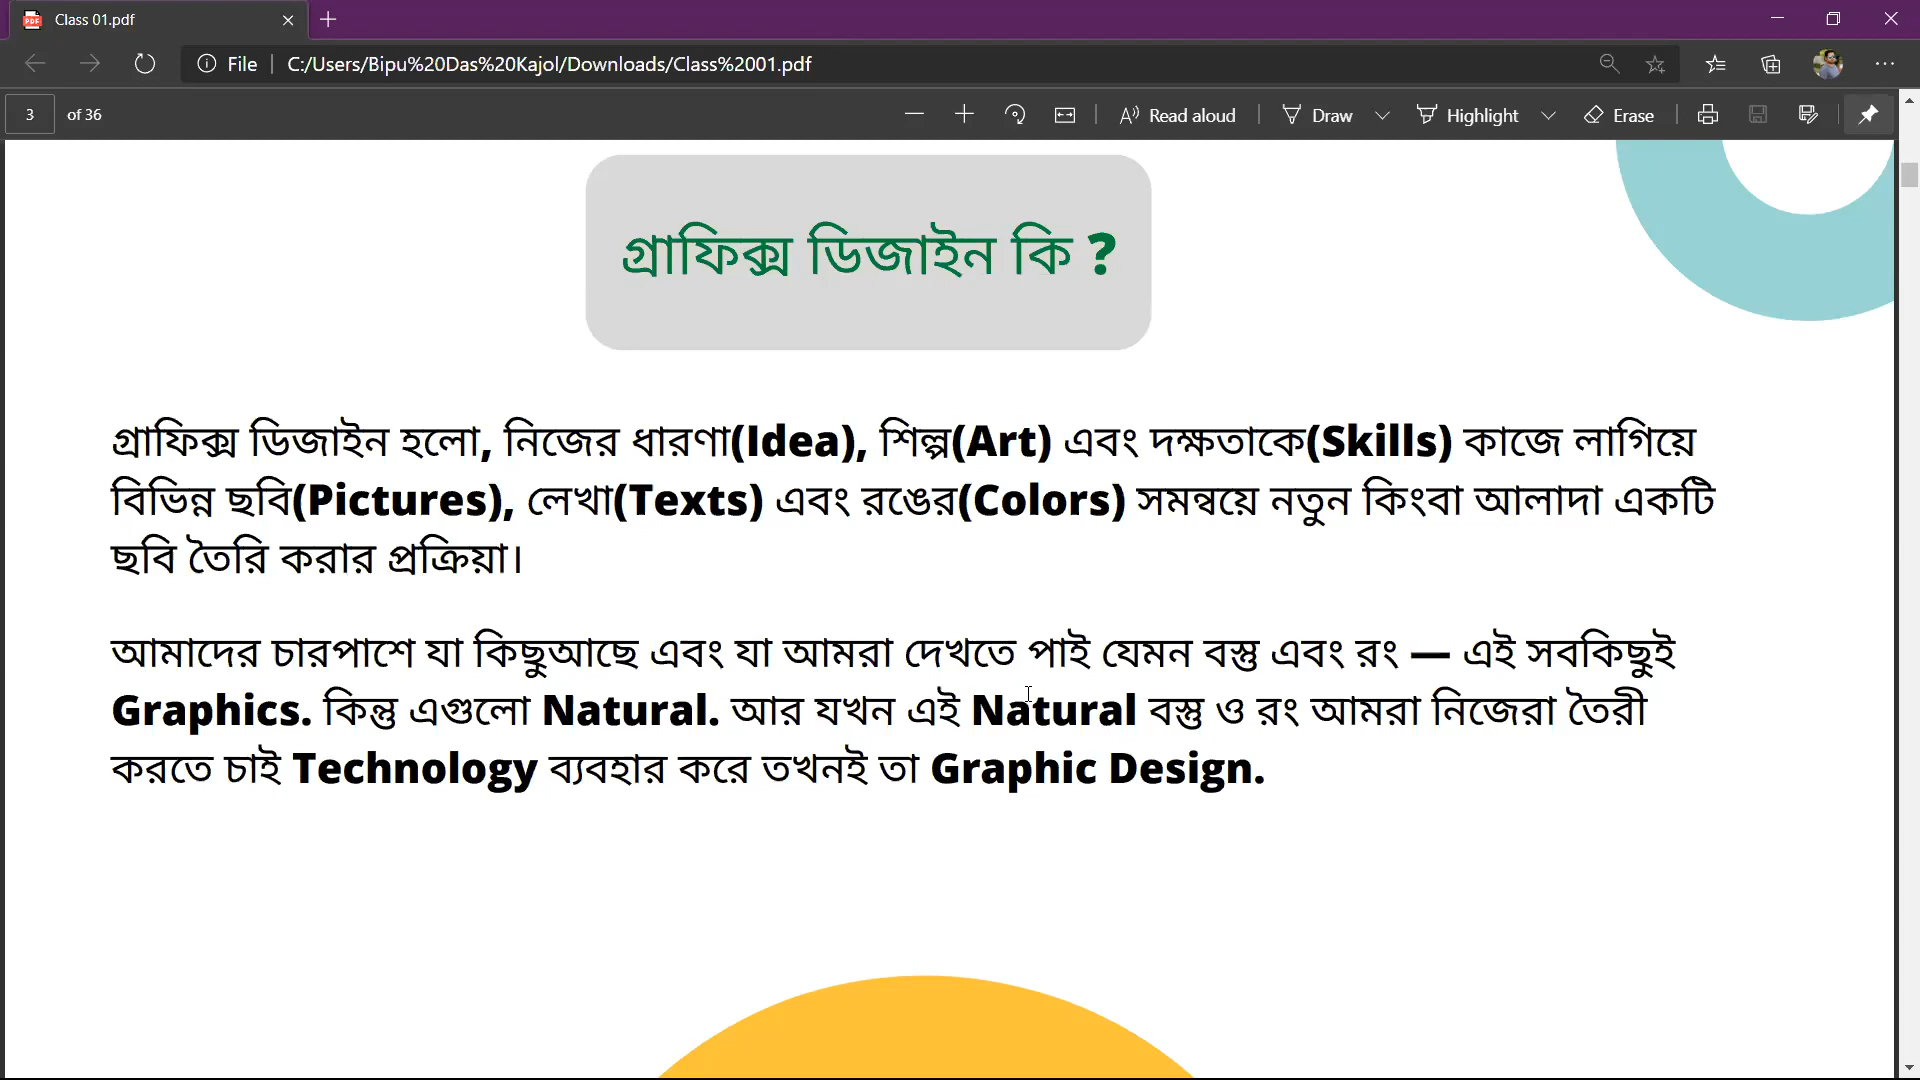 Class 01.pdf
File
C:/Users/Bipu%20Das%20Kajol/Downloads/Class%2001.pdf
3 of 36
Read aloud
Draw
Highlight
Erase
গ্রাফিক্স ডিজাইন কি ?
গ্রাফিক্স ডিজাইন হলো, নিজের ধারণা(Idea), শিল্প(Art) এবং দক্ষতাকে(Skills) কাজে লাগিয়ে
বিভিন্ন ছবি(Pictures), লেখা(Texts) এবং রঙের(Colors) সমন্বয়ে নতুন কিংবা আলাদা একটি
ছবি তৈরি করার প্রক্রিয়া।
আমাদের চারপাশে যা কিছুআছে এবং যা আমরা দেখতে পাই যেমন বস্তু এবং রং — এই সবকিছুই
Graphics. কিন্তু এগুলো Natural. আর যখন এই Natural বস্তু ও রং আমরা নিজেরা তৈরী
করতে চাই Technology ব্যবহার করে তখনই তা Graphic Design.